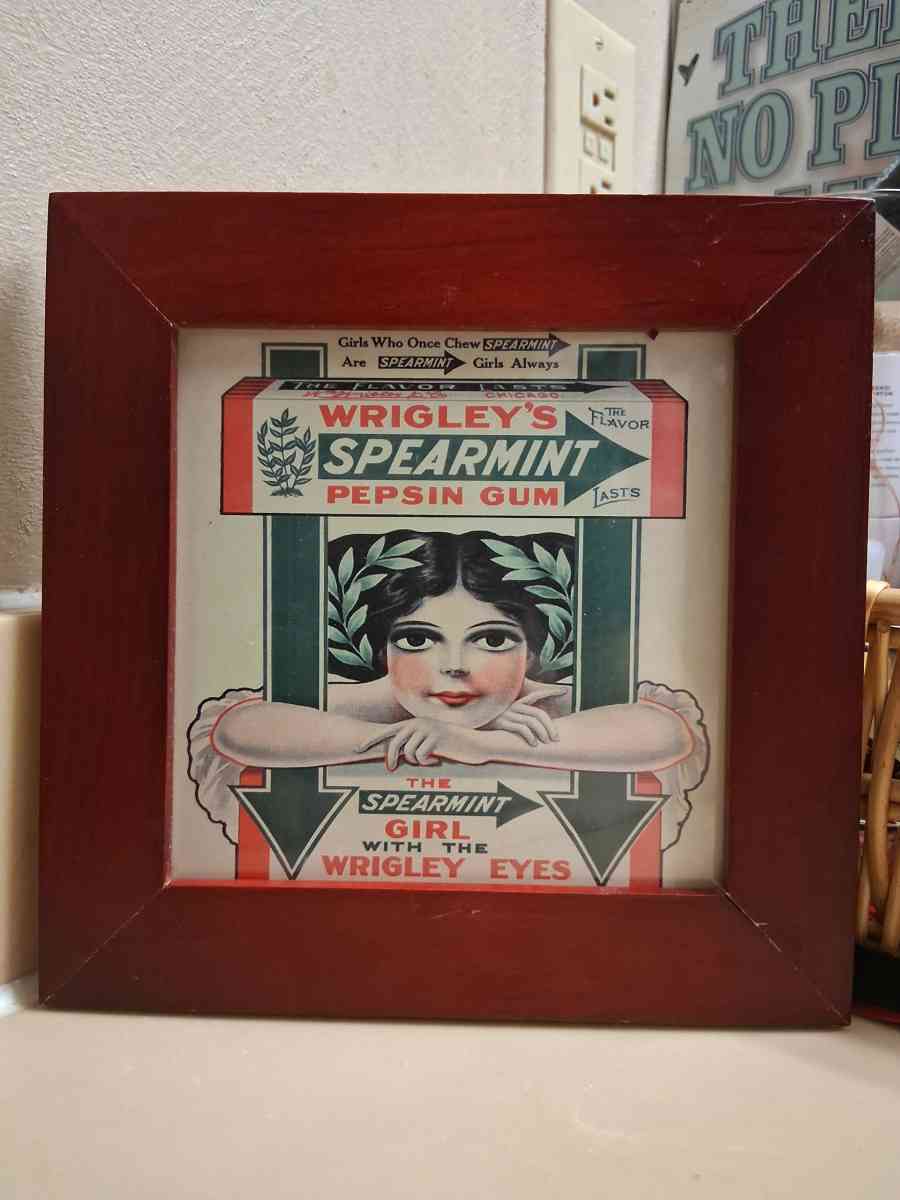 THE
NO PL
Girls Who Once Chew SPEARMINT
Are SPEARMINT Girls Always
THE FLAVOR LASTS
CHICAGO
WRIGLEY'S
SPEARMINT
PEPSIN GUM
THE
FLAVOR
LASTS
THE
SPEARMINT
GIRL
WITH THE
WRIGLEY EYES